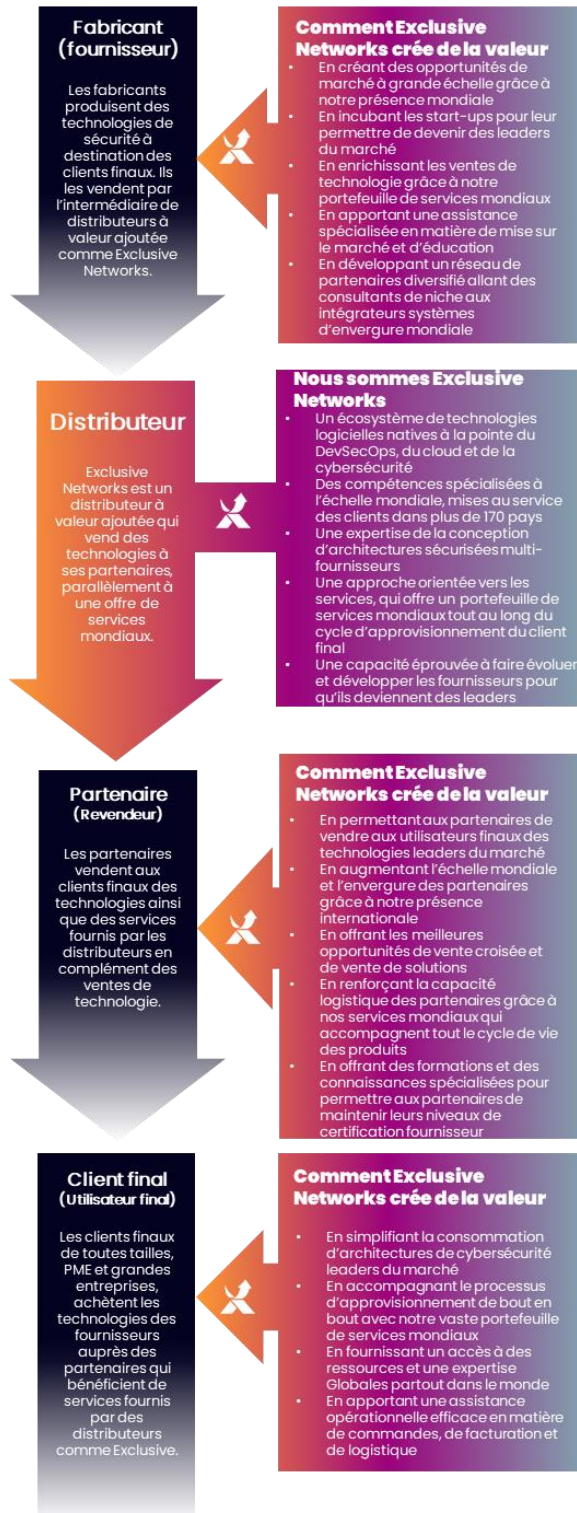 Fabricant
(fournisseur)
Les fabricants
produisent des
technologies de
sécurité à
destination des
clients finaux. Ils
les vendent par
l'intermédiaire de
distributeurs à
valeur ajoutée
comme Exclusive
Networks.
Comment Exclusive
Networks crée de la valeur
• En créant des opportunités de
marché à grande échelle grâce à
notre présence mondiale
• En incubant les start-ups pour leur
permettre de devenir des leaders
du marché
• En enrichissant les ventes de
technologie grâce à notre
portefeuille de services mondiaux
• En apportant une assistance
spécialisée en matière de mise sur
le marché et d'éducation
• En développant un réseau de
partenaires diversifié allant des
consultants de niche aux
intégrateurs systèmes
d'envergure mondiale
Distributeur
Exclusive
Networks est un
distributeur à
valeur ajoutée qui
vend des
technologies à
ses partenaires,
parallèlement à
une offre de
services
mondiaux.
Nous sommes Exclusive
Networks
• Un écosystème de technologies
logicielles natives à la pointe du
DevSecOps, du cloud et de la
cybersécurité
• Des compétences spécialisées à
l'échelle mondiale, mises au service
des clients dans plus de 170 pays
• Une expertise de la conception
d'architectures sécurisées multi-
fournisseurs
• Une approche orientée vers les
services, qui offre un portefeuille de
services mondiaux tout au long du
cycle d'approvisionnement du client
final
• Une capacité éprouvée à faire évoluer
et développer les fournisseurs pour
qu'ils deviennent des leaders
Partenaire
(Revendeur)
Les partenaires
vendent aux
clients finaux des
technologies ainsi
que des services
fournis par les
distributeurs en
complément des
ventes de
technologie.
Comment Exclusive
Networks crée de la valeur
• En permettant aux partenaires de
vendre aux utilisateurs finaux des
technologies leaders du marché
• En augmentant l'échelle mondiale
et l'envergure des partenaires
grâce à notre présence
internationale
• En offrant les meilleures
opportunités de vente croisée et
de vente de solutions
• En renforçant la capacité
logistique des partenaires grâce à
nos services mondiaux qui
accompagnent tout le cycle de vie
des produits
• En offrant des formations et des
connaissances spécialisées pour
permettre aux partenaires de
maintenir leurs niveaux de
certification fournisseur
Client final
(Utilisateur final)
Les clients finaux
de toutes tailles,
PME et grandes
entreprises,
achètent les
technologies des
fournisseurs
auprès des
partenaires qui
bénéficient de
services fournis
par des
distributeurs
comme Exclusive.
Comment Exclusive
Networks crée de la valeur
• En simplifiant la consommation
d'architectures de cybersécurité
leaders du marché
• En accompagnant le processus
d'approvisionnement de bout en
bout avec notre vaste portefeuille
de services mondiaux
• En fournissant un accès à des
ressources et une expertise
Globales partout dans le monde
• En apportant une assistance
opérationnelle efficace en matière
de commandes, de facturation et
de logistique